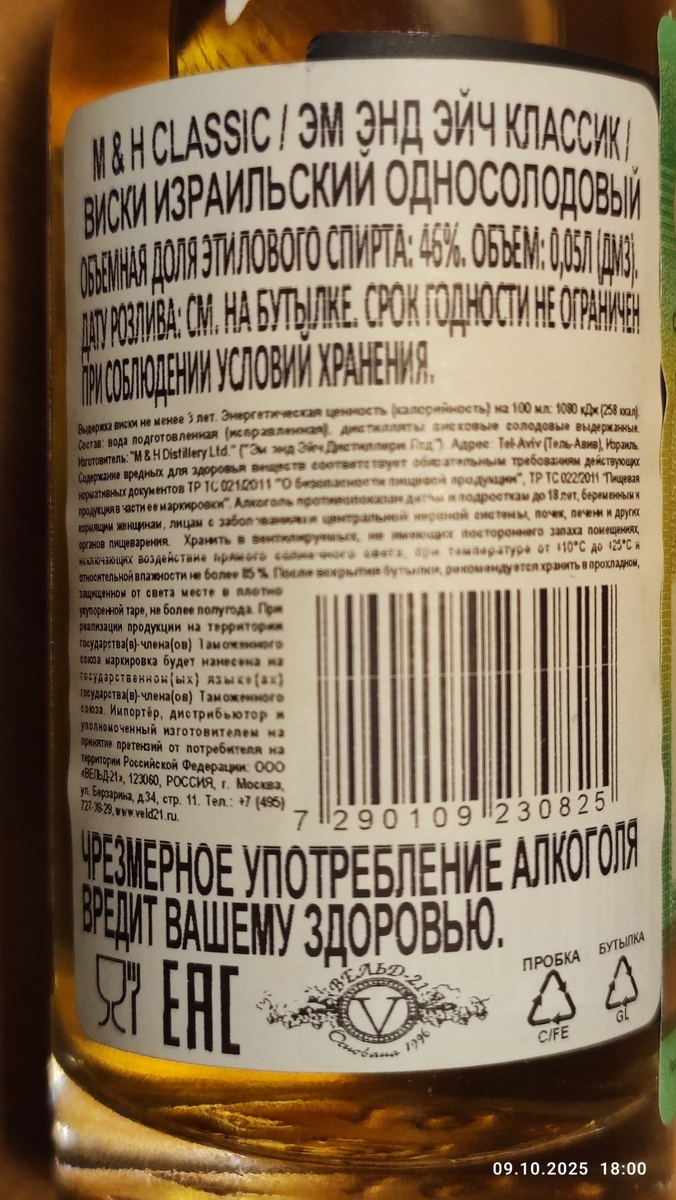 M & H CLASSIC / ЭМ ЭНД ЭЙЧ КЛАССИК /
ВИСКИ ИЗРАИЛЬСКИЙ ОДНОСОЛОДОВЫЙ
ОБЪЕМНАЯ ДОЛЯ ЭТИЛОВОГО СПИРТА: 46%. ОБЪЕМ: 0,05Л (ДМ3).
ДАТУ РОЗЛИВА: СМ. НА БУТЫЛКЕ. СРОК ГОДНОСТИ НЕ ОГРАНИЧЕН
ПРИ СОБЛЮДЕНИИ УСЛОВИЙ ХРАНЕНИЯ.
Выдержка виски не менее 3 лет. Энергетическая ценность (калорийность) на 100 мл: 1080 кДж (258 ккал).
Состав: вода подготовленная (исправленная), дистилляты висковые солодовые выдержанные.
Изготовитель: "M & H Distillery Ltd." ("Эм энд Эйч Дистиллери Лтд"). Адрес: Tel-Aviv (Тель-Авив), Израиль.
Содержание вредных для здоровья веществ соответствует обязательным требованиям действующих
нормативных документов ТР ТС 021/2011 "О безопасности пищевой продукции", ТР ТС 022/2011 "Пищевая
продукция в части ее маркировки". Алкоголь противопоказан детям и подросткам до 18 лет, беременным и
кормящим женщинам, лицам с заболеваниями центральной нервной системы, почек, печени и других
органов пищеварения. Хранить в вентилируемых, не имеющих постороннего запаха помещениях,
исключающих воздействие прямого солнечного света, при температуре от +10°C до +25°C и
относительной влажности не более 85 %. После вскрытия бутылки, рекомендуется хранить в прохладном,
защищенном от света месте в плотно
укупоренной таре, не более полугода. При
реализации продукции на территории
государства(в)-члена(ов) Таможенного
союза маркировка будет нанесена на
государственном(ых) языке(ах)
государства(в)-члена(ов) Таможенного
союза. Импортёр, дистрибьютор и
уполномоченный изготовителем на
принятие претензий от потребителя на
территории Российской Федерации: ООО
«ВЕЛЬД-21», 123060, РОССИЯ, г. Москва,
ул. Берзарина, д.34, стр. 11. Тел.: +7 (495)
727-39-29, www.veld21.ru.
7 290109 230825
ЧРЕЗМЕРНОЕ УПОТРЕБЛЕНИЕ АЛКОГОЛЯ
ВРЕДИТ ВАШЕМУ ЗДОРОВЬЮ.
EAC
ВЕЛЬД-21
V
Основана 1996
ПРОБКА
C/FE
БУТЫЛКА
GL
09.10.2025 18:00